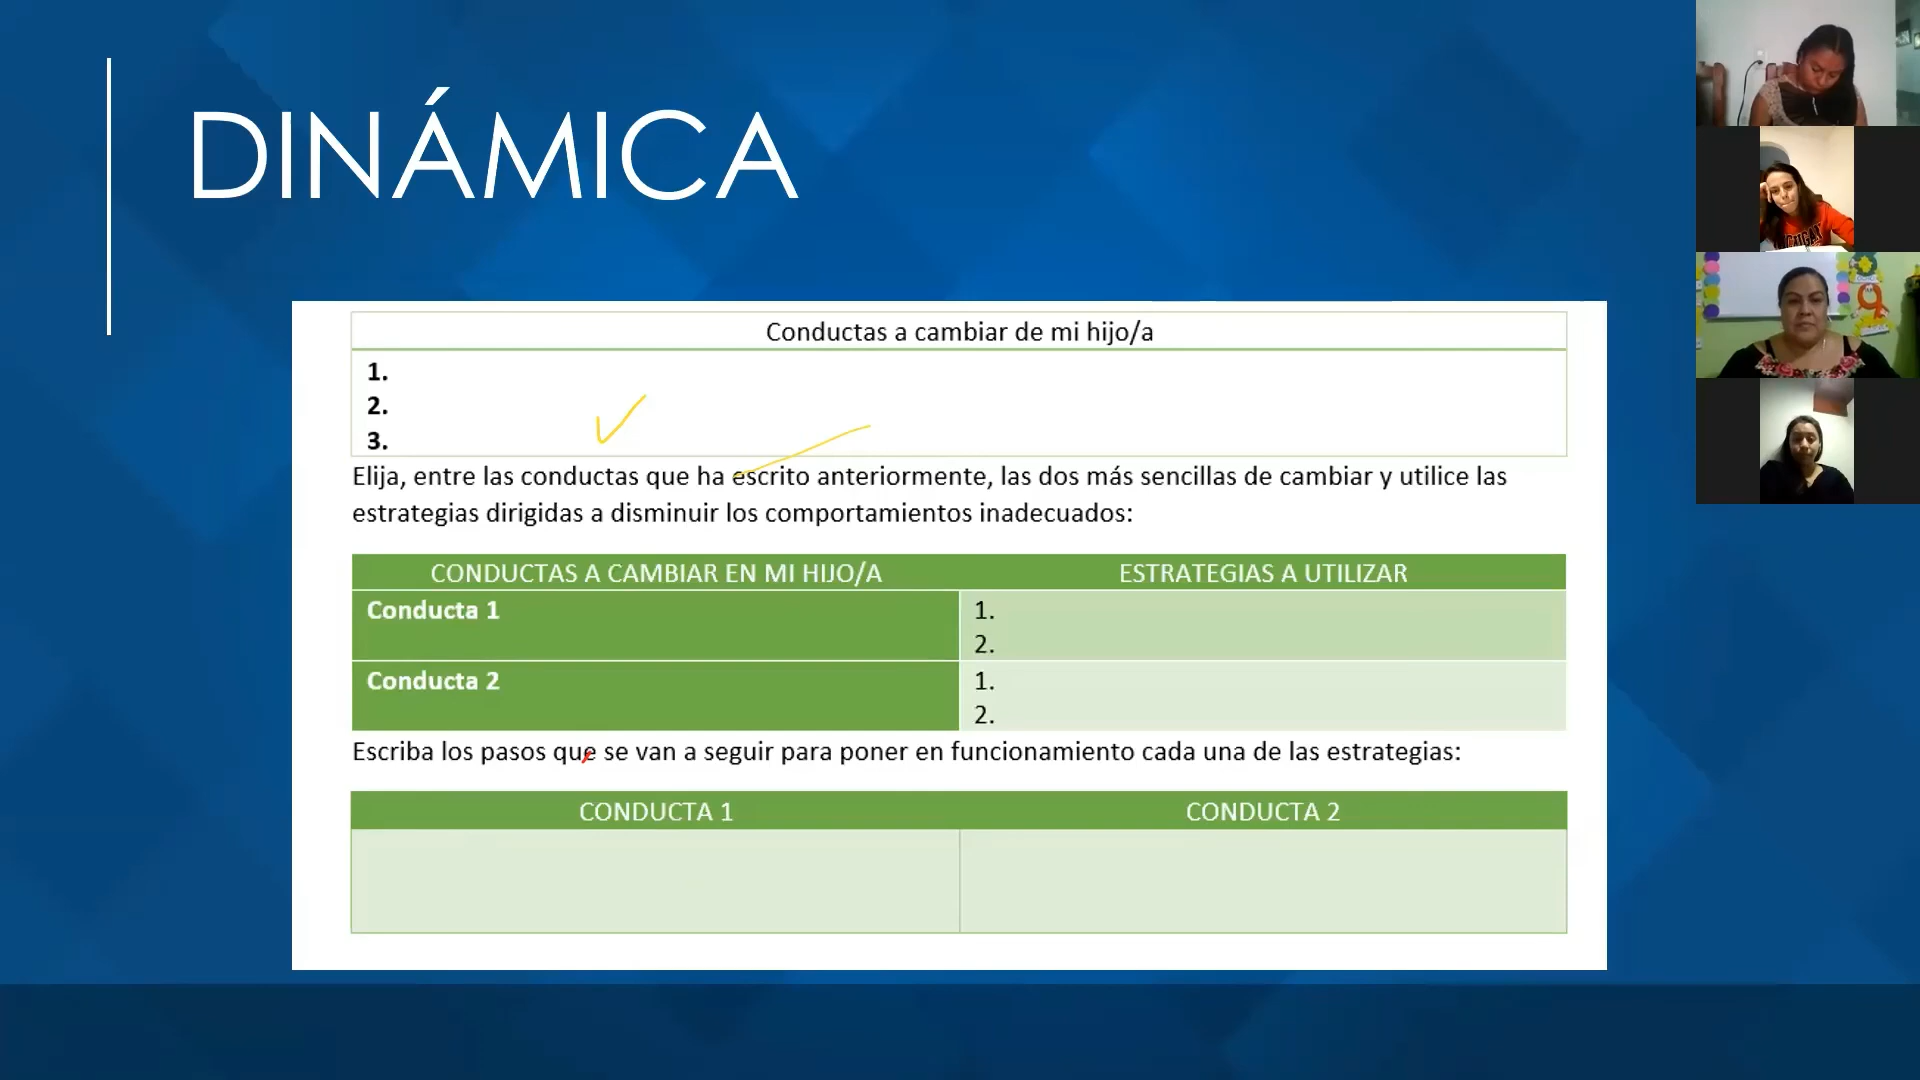 DINÁMICA
Conductas a cambiar de mi hijo/a
1.
2.
3.
Elija, entre las conductas que ha escrito anteriormente, las dos más sencillas de cambiar y utilice las
estrategias dirigidas a disminuir los comportamientos inadecuados:
CONDUCTAS A CAMBIAR EN MI HIJO/A ESTRATEGIAS A UTILIZAR
Conducta 1
1.
2.
Conducta 2
1.
2.
Escriba los pasos que se van a seguir para poner en funcionamiento cada una de las estrategias:
CONDUCTA 1 CONDUCTA 2